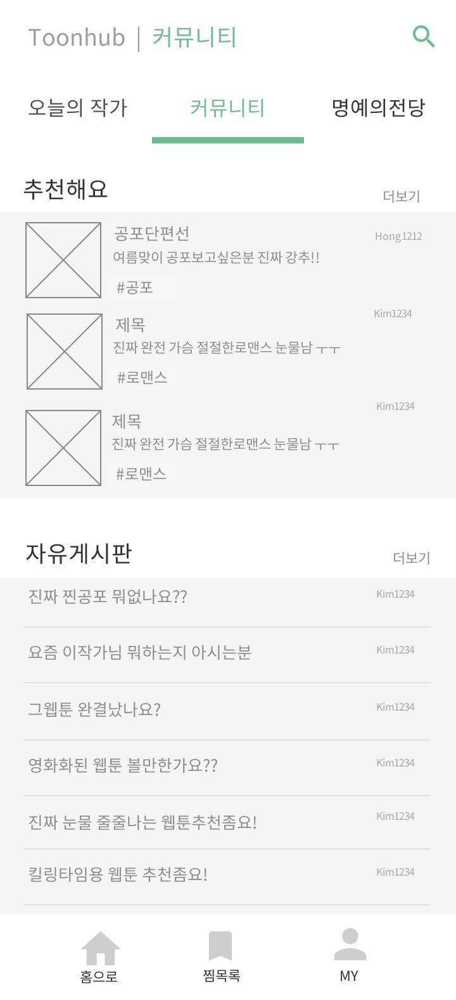 Toonhub | 커뮤니티
오늘의 작가 커뮤니티 명예의전당
추천해요 더보기
공포단편선 Hong1212
여름맞이 공포보고싶은분 진짜 강추!!
#공포
Kim1234
제목
진짜 완전 가슴 절절한로맨스 눈물남 ㅜㅜ
#로맨스
Kim1234
제목
진짜 완전 가슴 절절한로맨스 눈물남 ㅜㅜ
#로맨스
자유게시판 더보기
진짜 찐공포 뭐없나요?? Kim1234
요즘 이작가님 뭐하는지 아시는분 Kim1234
그웹툰 완결났나요? Kim1234
영화화된 웹툰 볼만한가요?? Kim1234
진짜 눈물 줄줄나는 웹툰추천좀요! Kim1234
킬링타임용 웹툰 추천좀요! Kim1234
홈으로 찜목록 MY